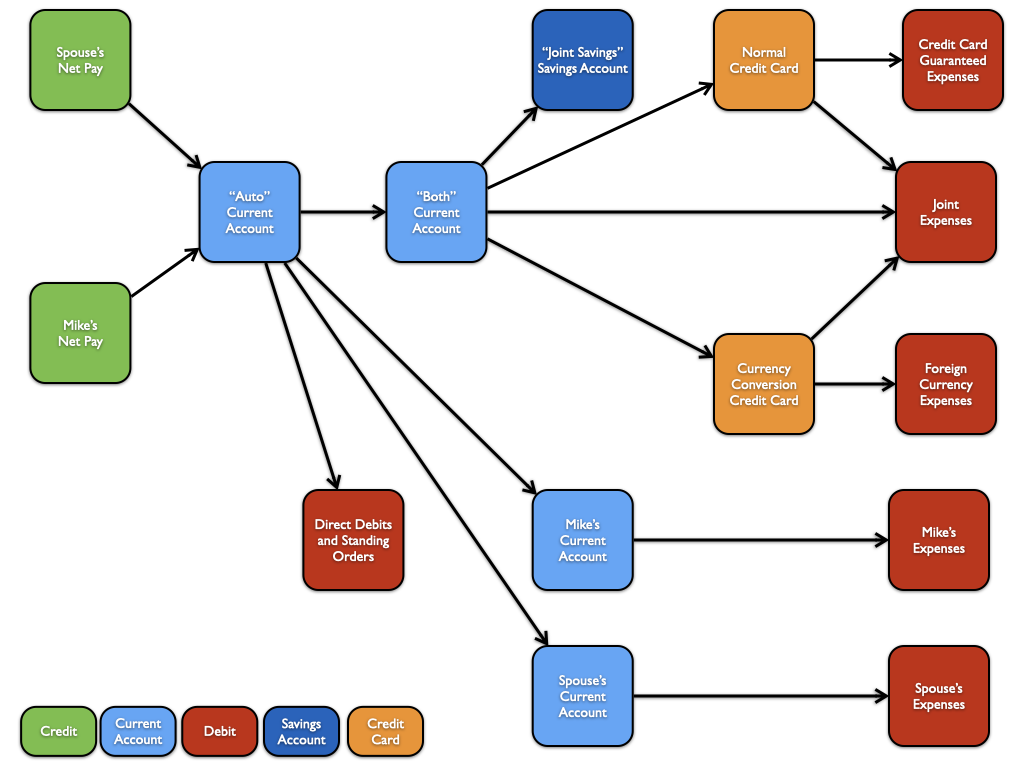 Spouse’s
Net Pay
“Joint Savings”
Savings Account
Normal
Credit Card
Credit Card
Guaranteed
Expenses
“Auto”
Current
Account
“Both”
Current
Account
Joint
Expenses
Mike’s
Net Pay
Currency
Conversion
Credit Card
Foreign
Currency
Expenses
Direct Debits
and Standing
Orders
Mike’s
Current
Account
Mike’s
Expenses
Spouse’s
Current
Account
Spouse’s
Expenses
Credit
Current
Account
Debit
Savings
Account
Credit
Card